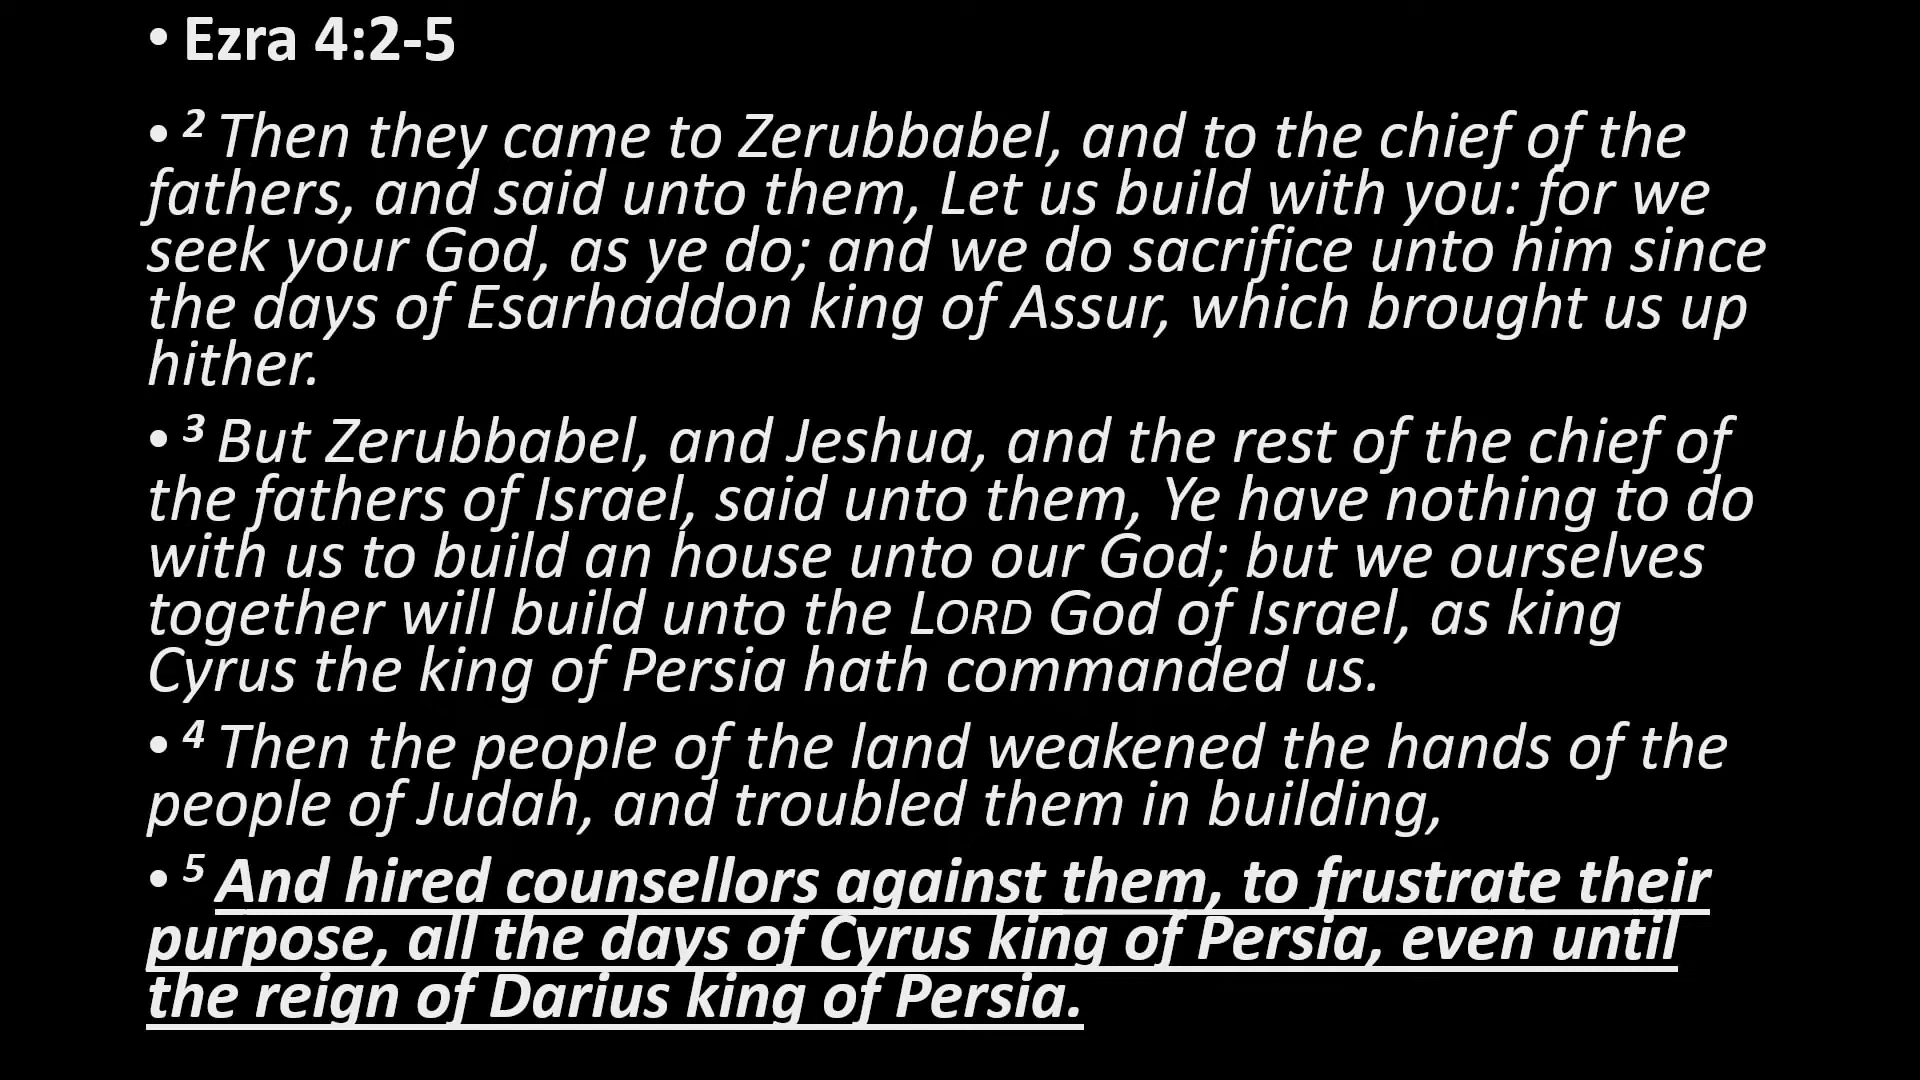 • Ezra 4:2-5
• 2 Then they came to Zerubbabel, and to the chief of the
fathers, and said unto them, Let us build with you: for we
seek your God, as ye do; and we do sacrifice unto him since
the days of Esarhaddon king of Assur, which brought us up
hither.
• 3 But Zerubbabel, and Jeshua, and the rest of the chief of
the fathers of Israel, said unto them, Ye have nothing to do
with us to build an house unto our God; but we ourselves
together will build unto the LORD God of Israel, as king
Cyrus the king of Persia hath commanded us.
• 4 Then the people of the land weakened the hands of the
people of Judah, and troubled them in building,
• 5 And hired counsellors against them, to frustrate their
purpose, all the days of Cyrus king of Persia, even until
the reign of Darius king of Persia.